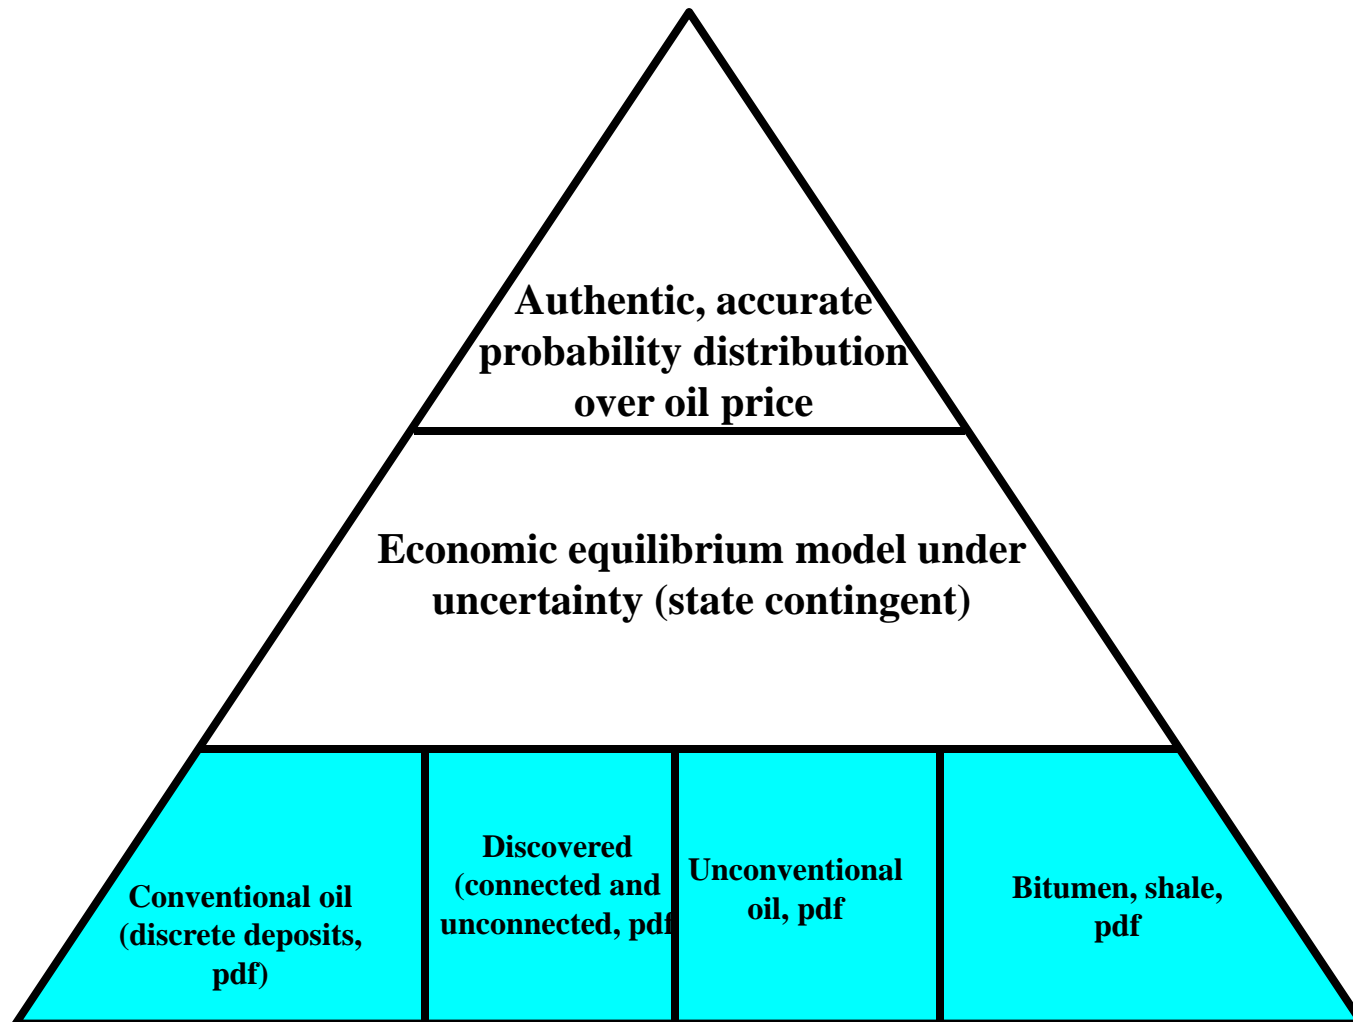 Authentic, accurate
probability distribution
over oil price
Economic equilibrium model under
uncertainty (state contingent)
Conventional oil
(discrete deposits,
pdf)
Discovered
(connected and
unconnected, pdf
Unconventional
oil, pdf
Bitumen, shale,
pdf